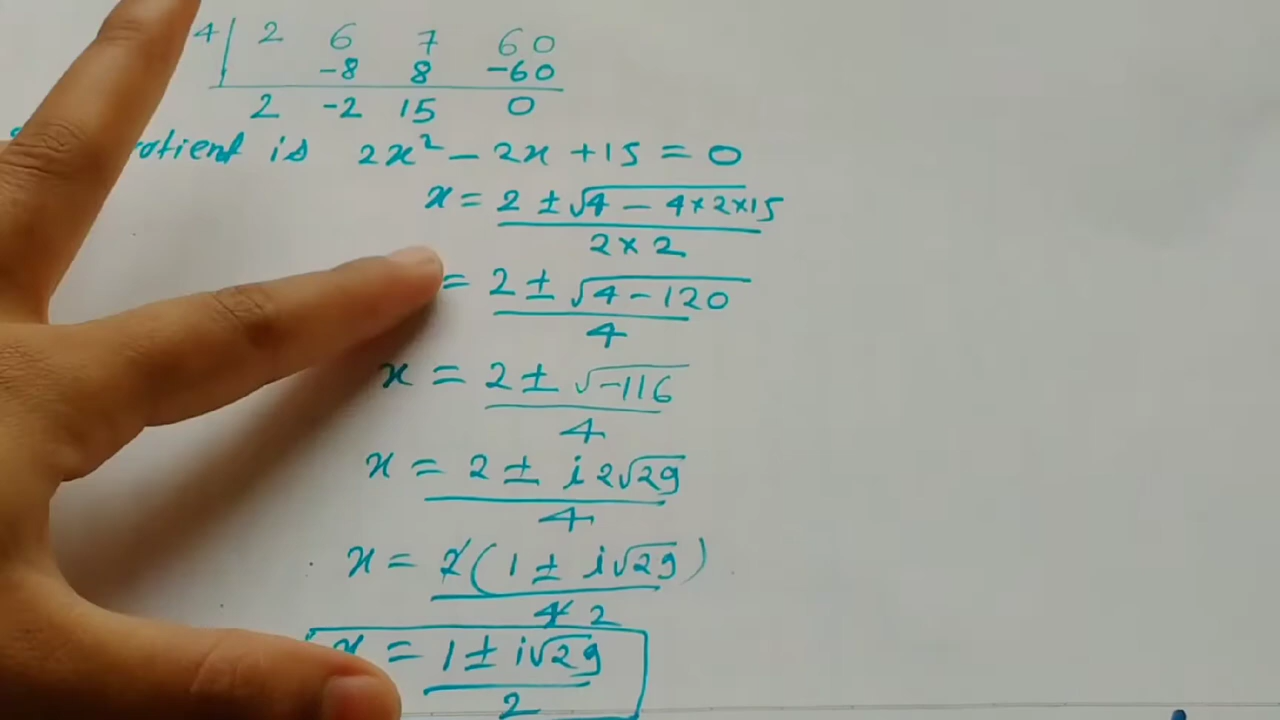 4 | 2 6 7 60
-8 8 -60
2 -2 15 0
is 2x² - 2x + 15 = 0
x = 2 ± √4 - 4×2×15
2 × 2
= 2 ± √4 - 120
4
x = 2 ± √-116
4
x = 2 ± i2√29
4
x = 2(1 ± i√29)
4 2
x = 1 ± i√29
2